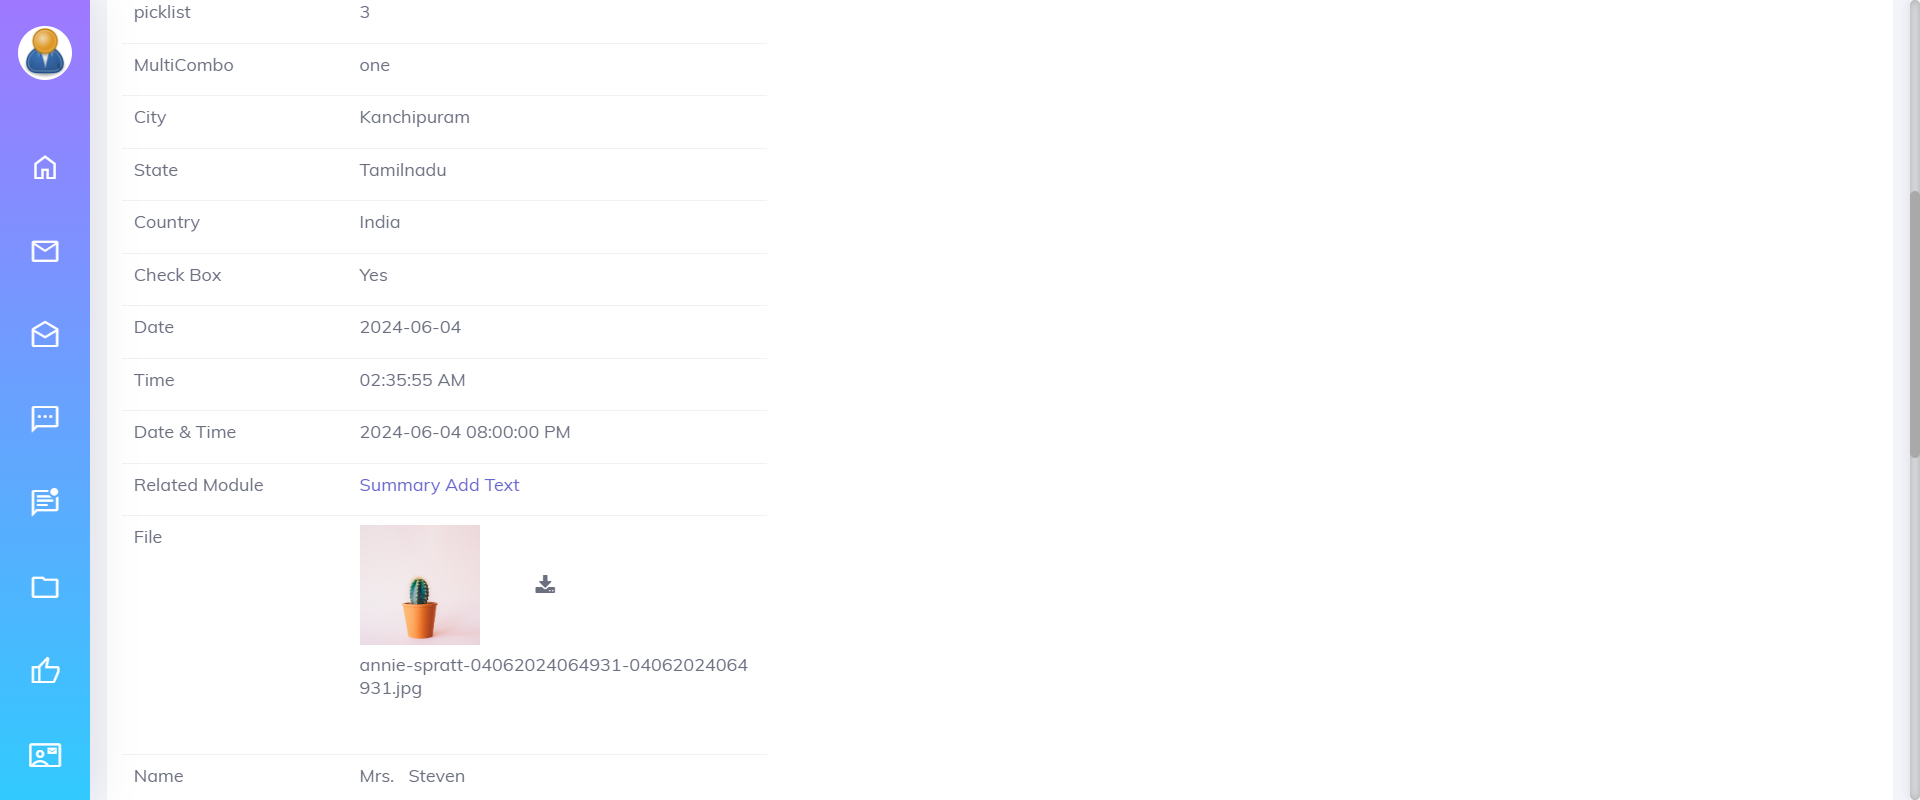 picklist 3
MultiCombo one
City Kanchipuram
State Tamilnadu
Country India
Check Box Yes
Date 2024-06-04
Time 02:35:55 AM
Date & Time 2024-06-04 08:00:00 PM
Related Module Summary Add Text
File
annie-spratt-04062024064931-04062024064
931.jpg
Name Mrs. Steven